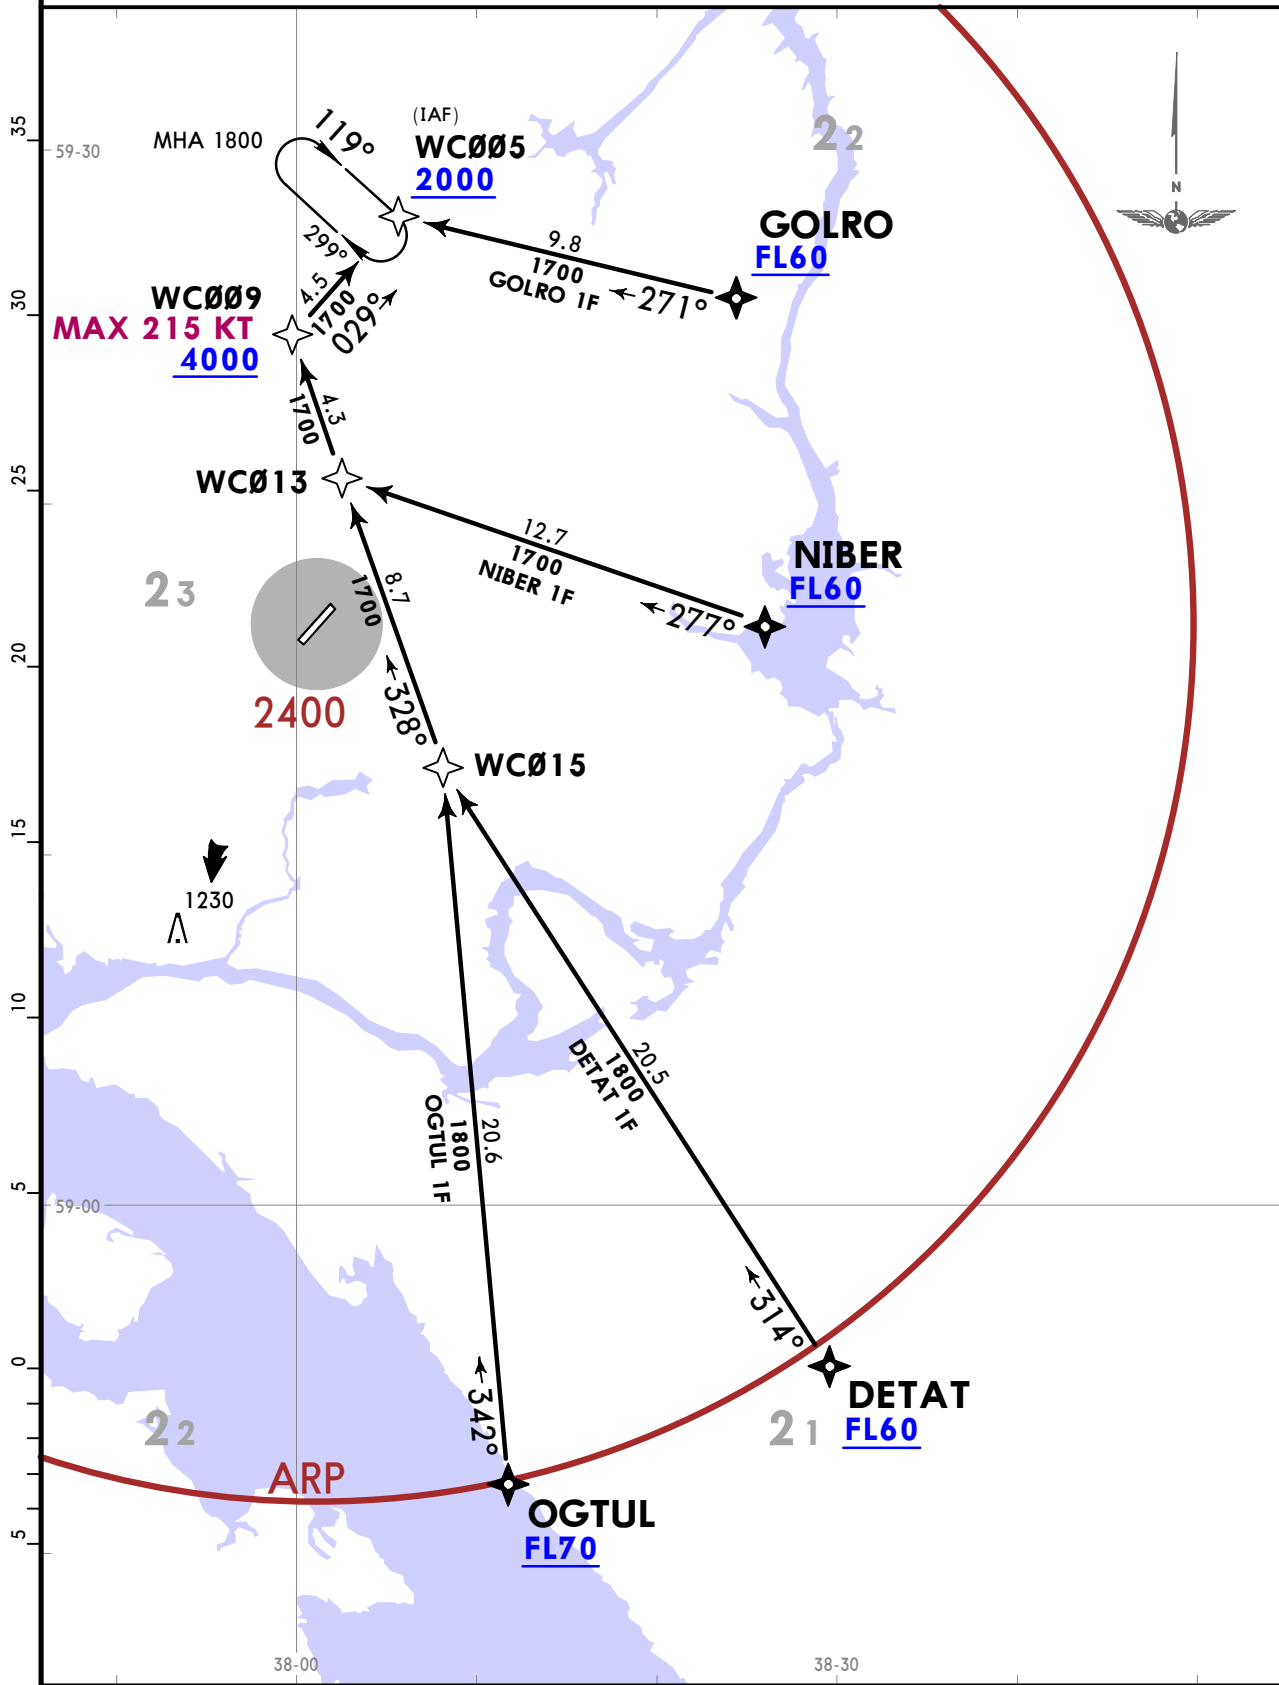 35
59-30
MHA 1800
119°
(IAF)
WCØØ5
2000
22
N
GOLRO
FL60
9.8
1700
GOLRO 1F
271°
299°
4.5
1700
029°
30
WCØØ9
MAX 215 KT
4000
4.3
1700
25
WCØ13
12.7
1700
NIBER 1F
277°
NIBER
FL60
23
8.7
1700
328°
20
2400
WCØ15
15
1230
10
20.5
1800
DETAT 1F
20.6
1800
OGTUL 1F
5
59-00
314°
0
DETAT
FL60
342°
22
21
ARP
OGTUL
FL70
5
38-00
38-30